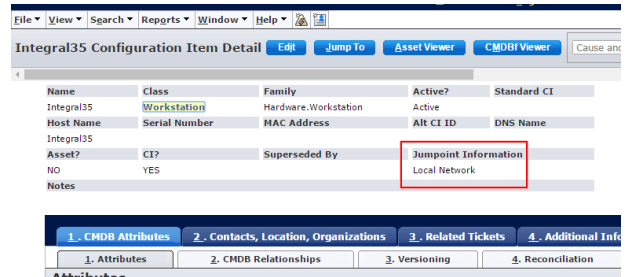 File View Search Reports Window Help
Integral35 Configuration Item Detail Edit Jump To Asset Viewer CMDBf Viewer Cause and
Name Class Family Active? Standard CI
Integral35 Workstation Hardware.Workstation Active
Host Name Serial Number MAC Address Alt CI ID DNS Name
Integral35
Asset? CI? Superseded By Jumpoint Information
NO YES Local Network
Notes
1. CMDB Attributes 2. Contacts, Location, Organizations 3. Related Tickets 4. Additional Info
1. Attributes 2. CMDB Relationships 3. Versioning 4. Reconciliation
Attributes